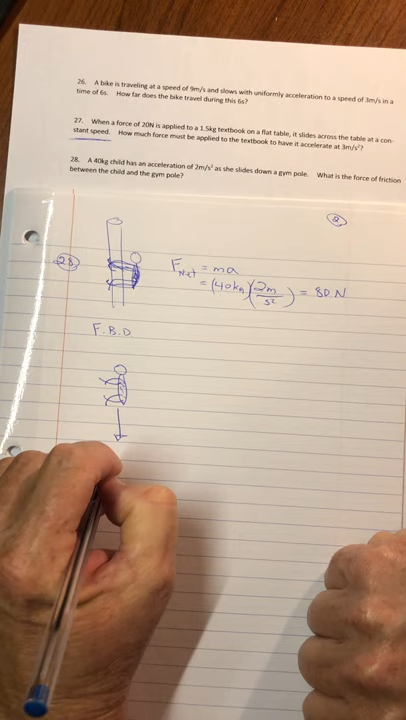 26. A bike is traveling at a speed of 9m/s and slows with uniformly acceleration to a speed of 3m/s in a
time of 6s. How far does the bike travel during this 6s?
27. When a force of 20N is applied to a 1.5kg textbook on a flat table, it slides across the table at a con-
stant speed. How much force must be applied to the textbook to have it accelerate at 3m/s²?
28. A 40kg child has an acceleration of 2m/s² as she slides down a gym pole. What is the force of friction
between the child and the gym pole?
28 F Net = ma
= (40kg)(2m/s²) = 80 N
F.B.D